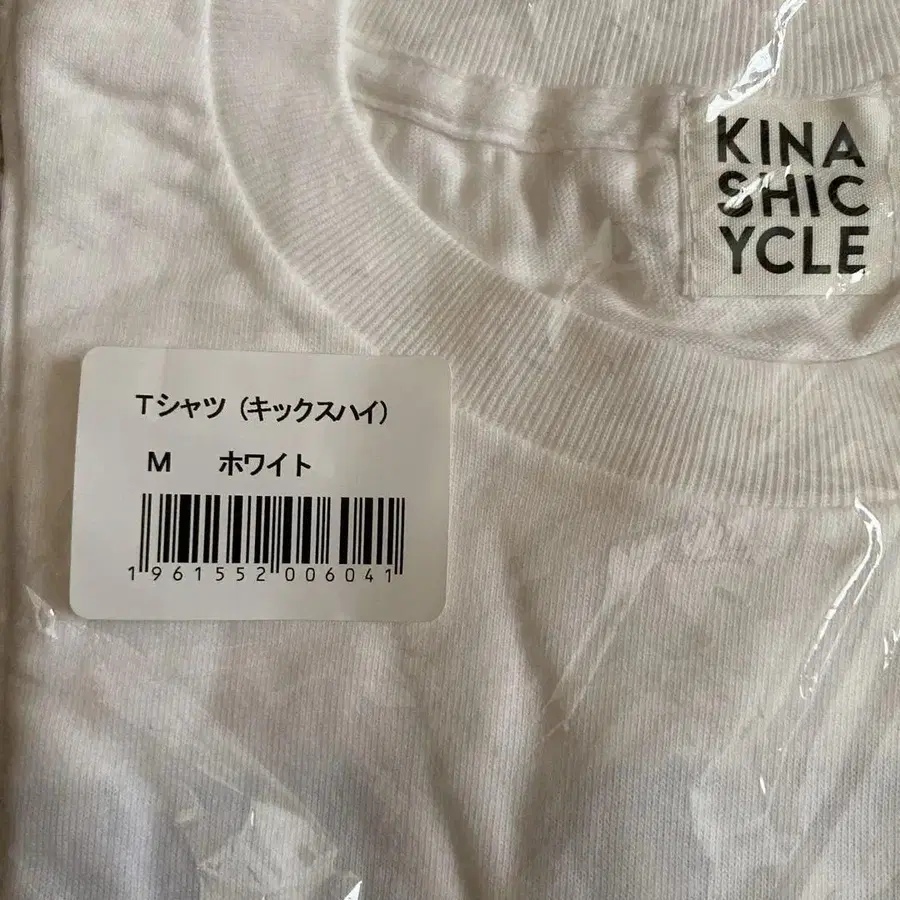 KINA
SHIC
YCLE
Tシャツ（キックスハイ）
M ホワイト
1961552006041